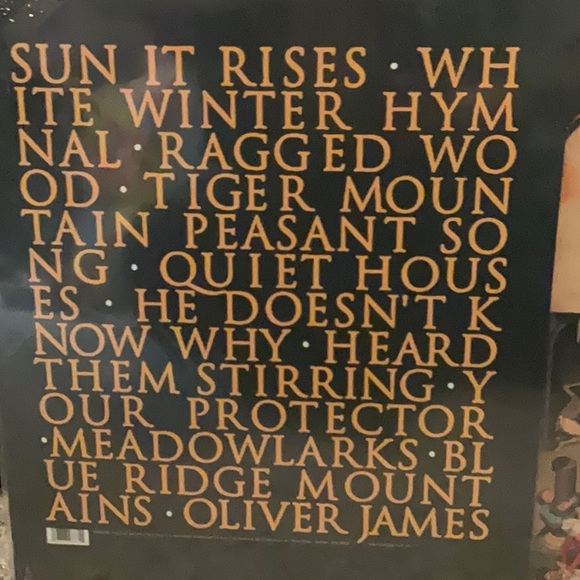 SUN IT RISES · WH
ITE WINTER HYM
NAL · RAGGED WO
OD · TIGER MOUN
TAIN PEASANT SO
NG · QUIET HOUS
ES · HE DOESN'T K
NOW WHY · HEARD
THEM STIRRING · Y
OUR PROTECTOR
·MEADOWLARKS·BL
UE RIDGE MOUNT
AINS · OLIVER JAMES